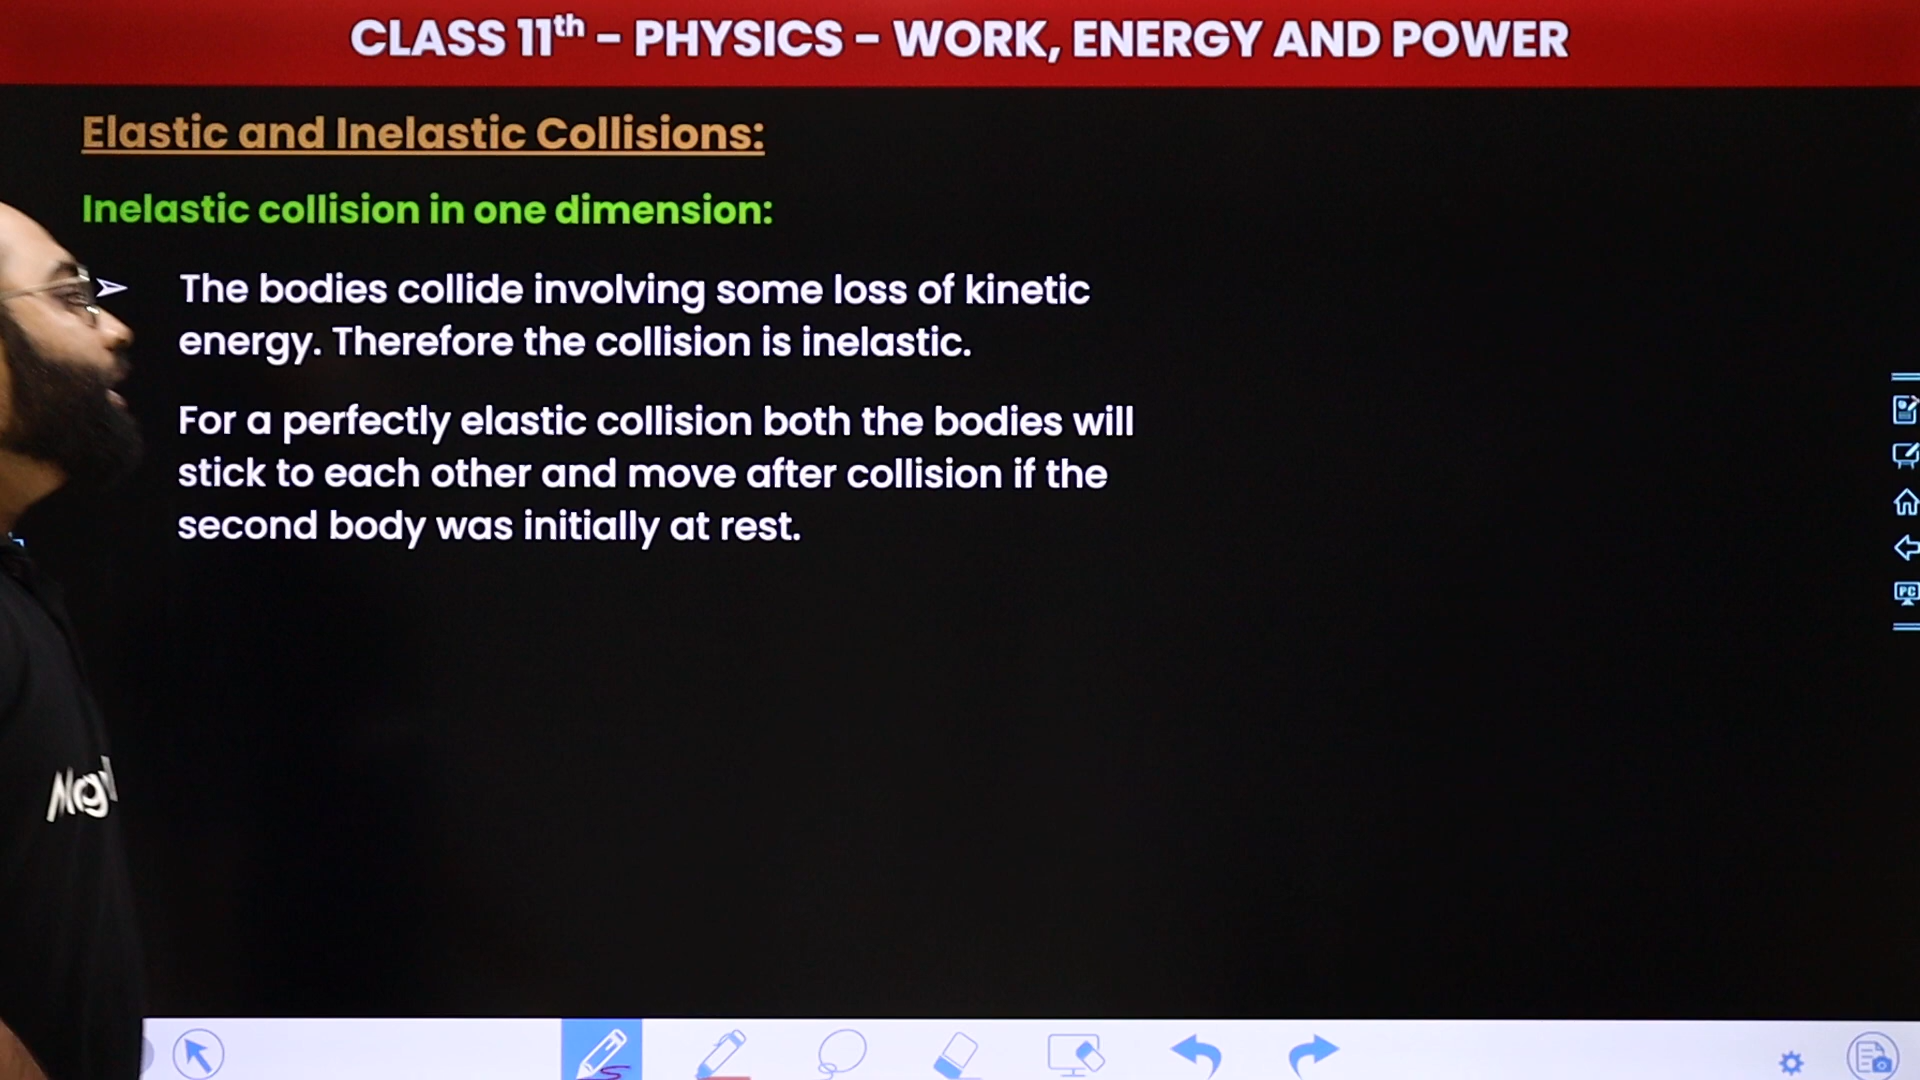 CLASS 11th - PHYSICS - WORK, ENERGY AND POWER
Elastic and Inelastic Collisions:
Inelastic collision in one dimension:
➢ The bodies collide involving some loss of kinetic
energy. Therefore the collision is inelastic.
For a perfectly elastic collision both the bodies will
stick to each other and move after collision if the
second body was initially at rest.
PC